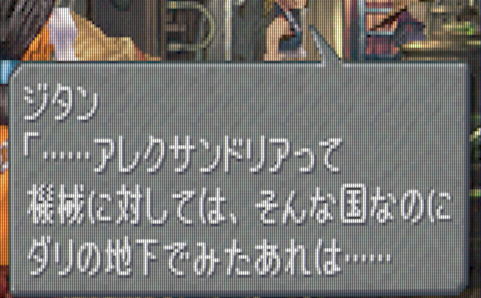 ジタン
「……アレクサンドリアって
機械に対しては、そんな国なのに
ダリの地下でみたあれは……